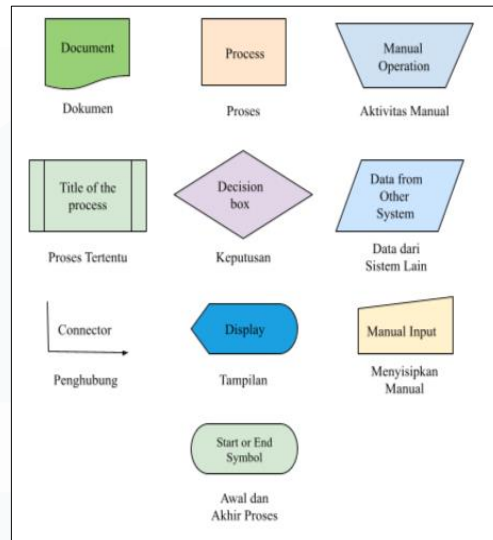 Document
Dokumen
Process
Proses
Manual
Operation
Aktivitas Manual
Title of the
process
Proses Tertentu
Decision
box
Keputusan
Data from
Other
System
Data dari
Sistem Lain
Connector
Penghubung
Display
Tampilan
Manual Input
Menyisipkan
Manual
Start or End
Symbol
Awal dan
Akhir Proses